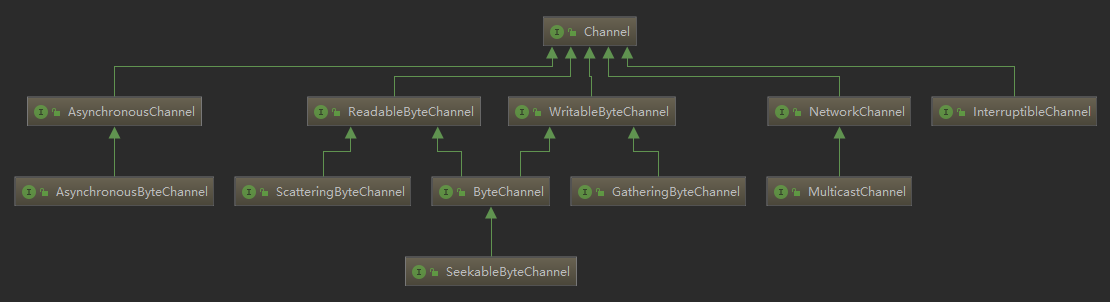 Channel
AsynchronousChannel
ReadableByteChannel
WritableByteChannel
NetworkChannel
InterruptibleChannel
AsynchronousByteChannel
ScatteringByteChannel
ByteChannel
GatheringByteChannel
MulticastChannel
SeekableByteChannel